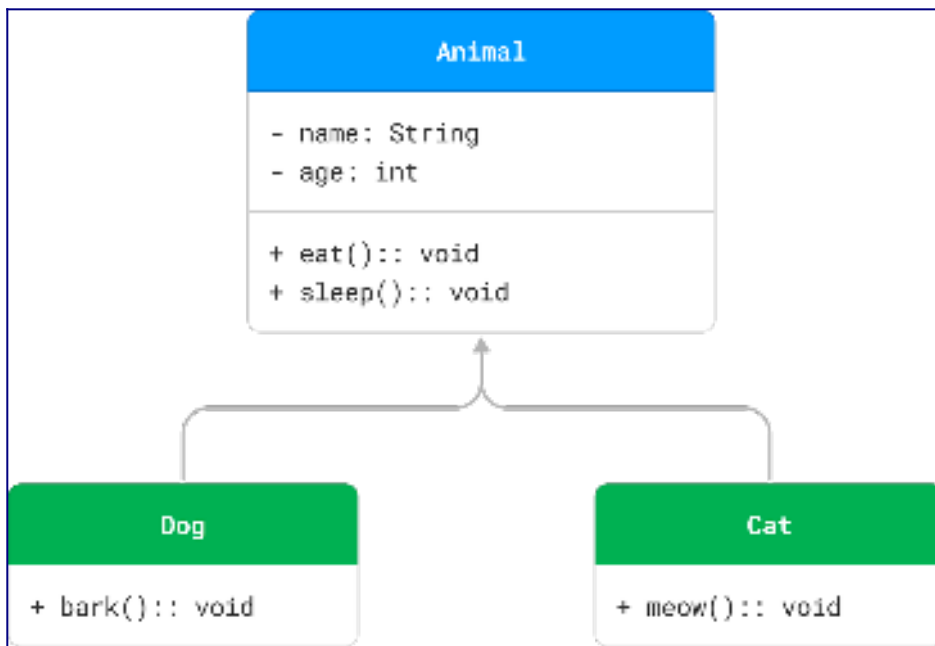 Animal
- name: String
- age: int
+ eat():: void
+ sleep():: void
Dog
+ bark():: void
Cat
+ meow():: void